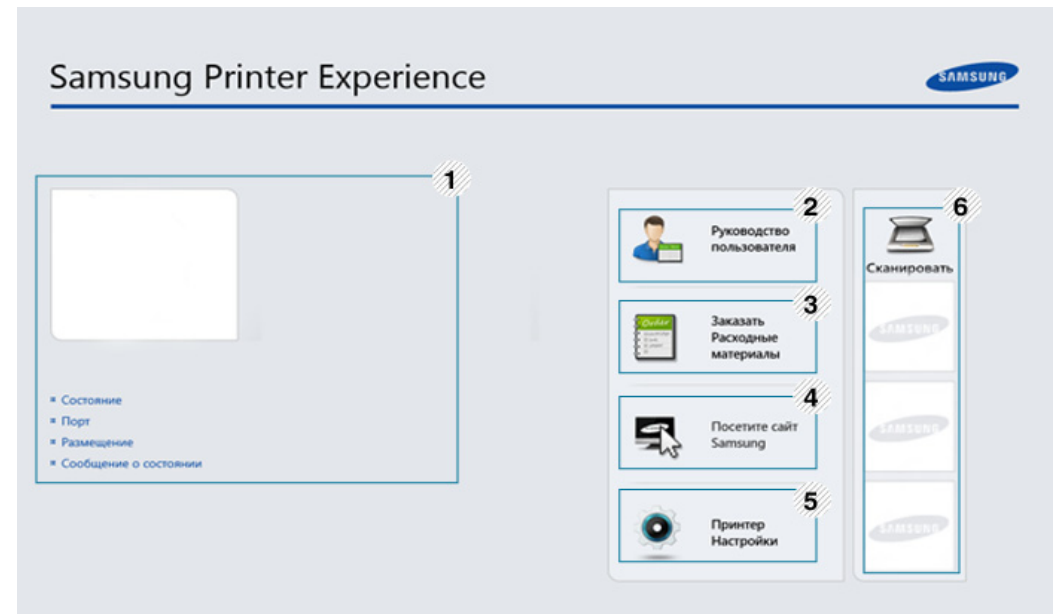 Samsung Printer Experience
SAMSUNG
1
Состояние
Порт
Размещение
Сообщение о состоянии
2
Руководство
пользователя
3
Order
Заказать
Расходные
материалы
4
Посетите сайт
Samsung
5
Принтер
Настройки
6
Сканировать
SAMSUNG
SAMSUNG
SAMSUNG